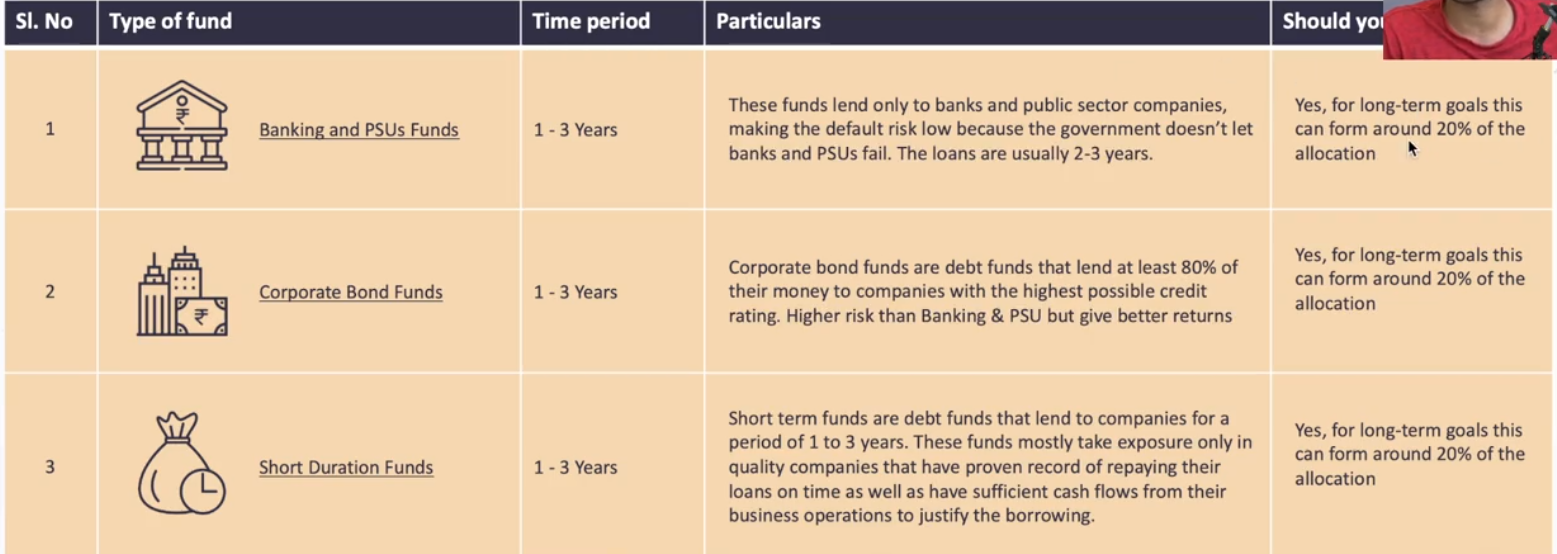 Sl. No
Type of fund
Time period
Particulars
Should you
1
₹
Banking and PSUs Funds
1 - 3 Years
These funds lend only to banks and public sector companies,
making the default risk low because the government doesn't let
banks and PSUs fail. The loans are usually 2-3 years.
Yes, for long-term goals this
can form around 20% of the
allocation
2
₹
Corporate Bond Funds
1 - 3 Years
Corporate bond funds are debt funds that lend at least 80% of
their money to companies with the highest possible credit
rating. Higher risk than Banking & PSU but give better returns
Yes, for long-term goals this
can form around 20% of the
allocation
3
Short Duration Funds
1 - 3 Years
Short term funds are debt funds that lend to companies for a
period of 1 to 3 years. These funds mostly take exposure only in
quality companies that have proven record of repaying their
loans on time as well as have sufficient cash flows from their
business operations to justify the borrowing.
Yes, for long-term goals this
can form around 20% of the
allocation